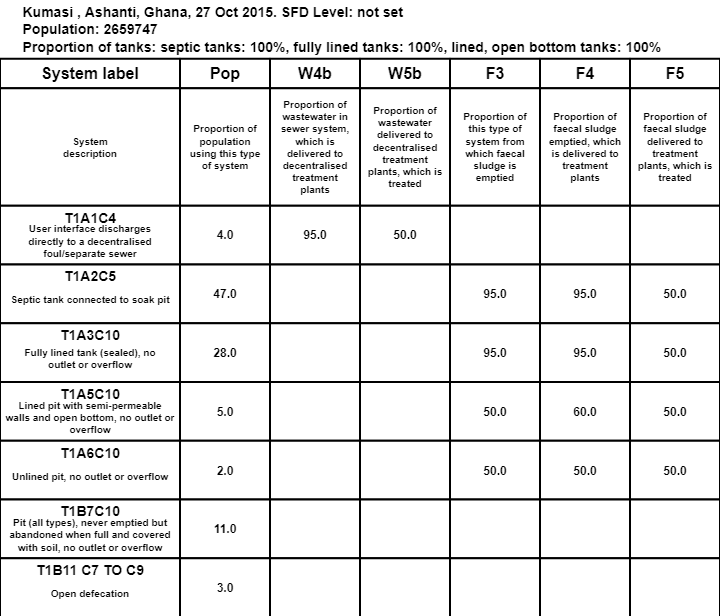 Kumasi , Ashanti, Ghana, 27 Oct 2015. SFD Level: not set
Population: 2659747
Proportion of tanks: septic tanks: 100%, fully lined tanks: 100%, lined, open bottom tanks: 100%
System label Pop W4b W5b F3 F4 F5
System
description
Proportion of
population
using this type
of system
Proportion of
wastewater in
sewer system,
which is
delivered to
decentralised
treatment
plants
Proportion of
wastewater
delivered to
decentralised
treatment
plants, which is
treated
Proportion of
this type of
system from
which faecal
sludge is
emptied
Proportion of
faecal sludge
emptied, which
is delivered to
treatment
plants
Proportion of
faecal sludge
delivered to
treatment
plants, which is
treated
T1A1C4
User interface discharges
directly to a decentralised
foul/separate sewer
4.0 95.0 50.0
T1A2C5
Septic tank connected to soak pit
47.0 95.0 95.0 50.0
T1A3C10
Fully lined tank (sealed), no
outlet or overflow
28.0 95.0 95.0 50.0
T1A5C10
Lined pit with semi-permeable
walls and open bottom, no outlet or
overflow
5.0 50.0 60.0 50.0
T1A6C10
Unlined pit, no outlet or overflow
2.0 50.0 50.0 50.0
T1B7C10
Pit (all types), never emptied but
abandoned when full and covered
with soil, no outlet or overflow
11.0
T1B11 C7 TO C9
Open defecation
3.0